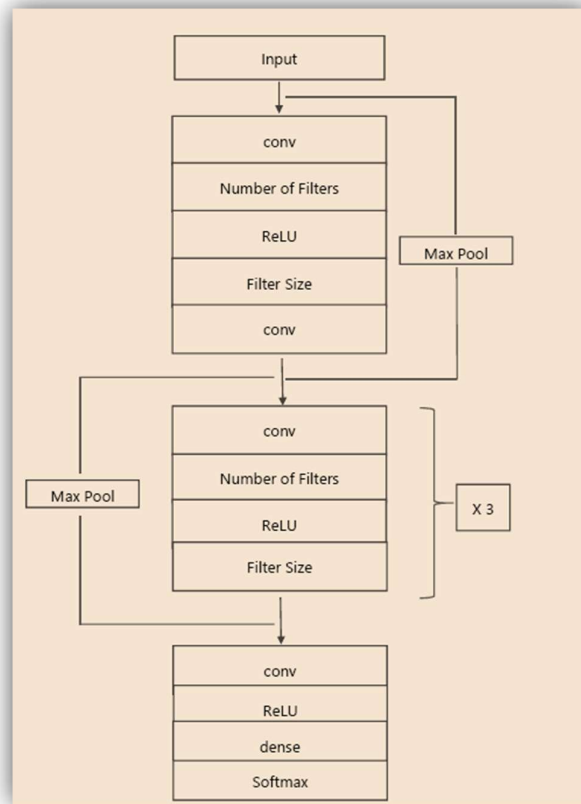 Input
conv
Number of Filters
ReLU
Max Pool
Filter Size
conv
conv
Number of Filters
Max Pool
X 3
ReLU
Filter Size
conv
ReLU
dense
Softmax